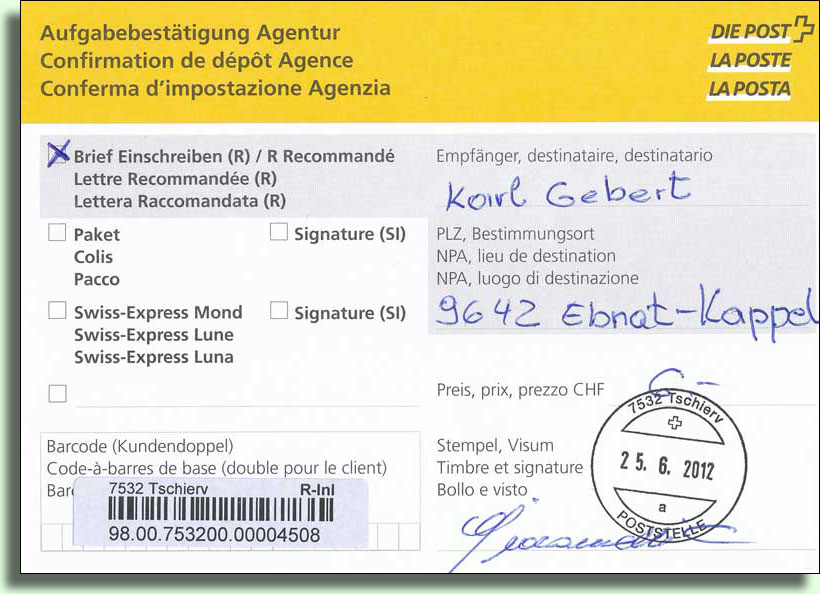 Aufgabebestätigung Agentur
Confirmation de dépôt Agence
Conferma d'impostazione Agenzia
DIE POST
LA POSTE
LA POSTA
Brief Einschreiben (R) / R Recommandé
Lettre Recommandée (R)
Lettera Raccomandata (R)
Paket
Colis
Pacco
Signature (SI)
Swiss-Express Mond
Swiss-Express Lune
Swiss-Express Luna
Signature (SI)
Empfänger, destinataire, destinatario
Karl Gebert
PLZ, Bestimmungsort
NPA, lieu de destination
NPA, luogo di destinazione
9642 Ebnat-Kappel
Preis, prix, prezzo CHF
6.-
Barcode (Kundendoppel)
Code-à-barres de base (double pour le client)
7532 Tschierv R-Inl
98.00.753200.00004508
Stempel, Visum
Timbre et signature
Bollo e visto
7532 Tschierv
25.6.2012
a
POSTSTELLE